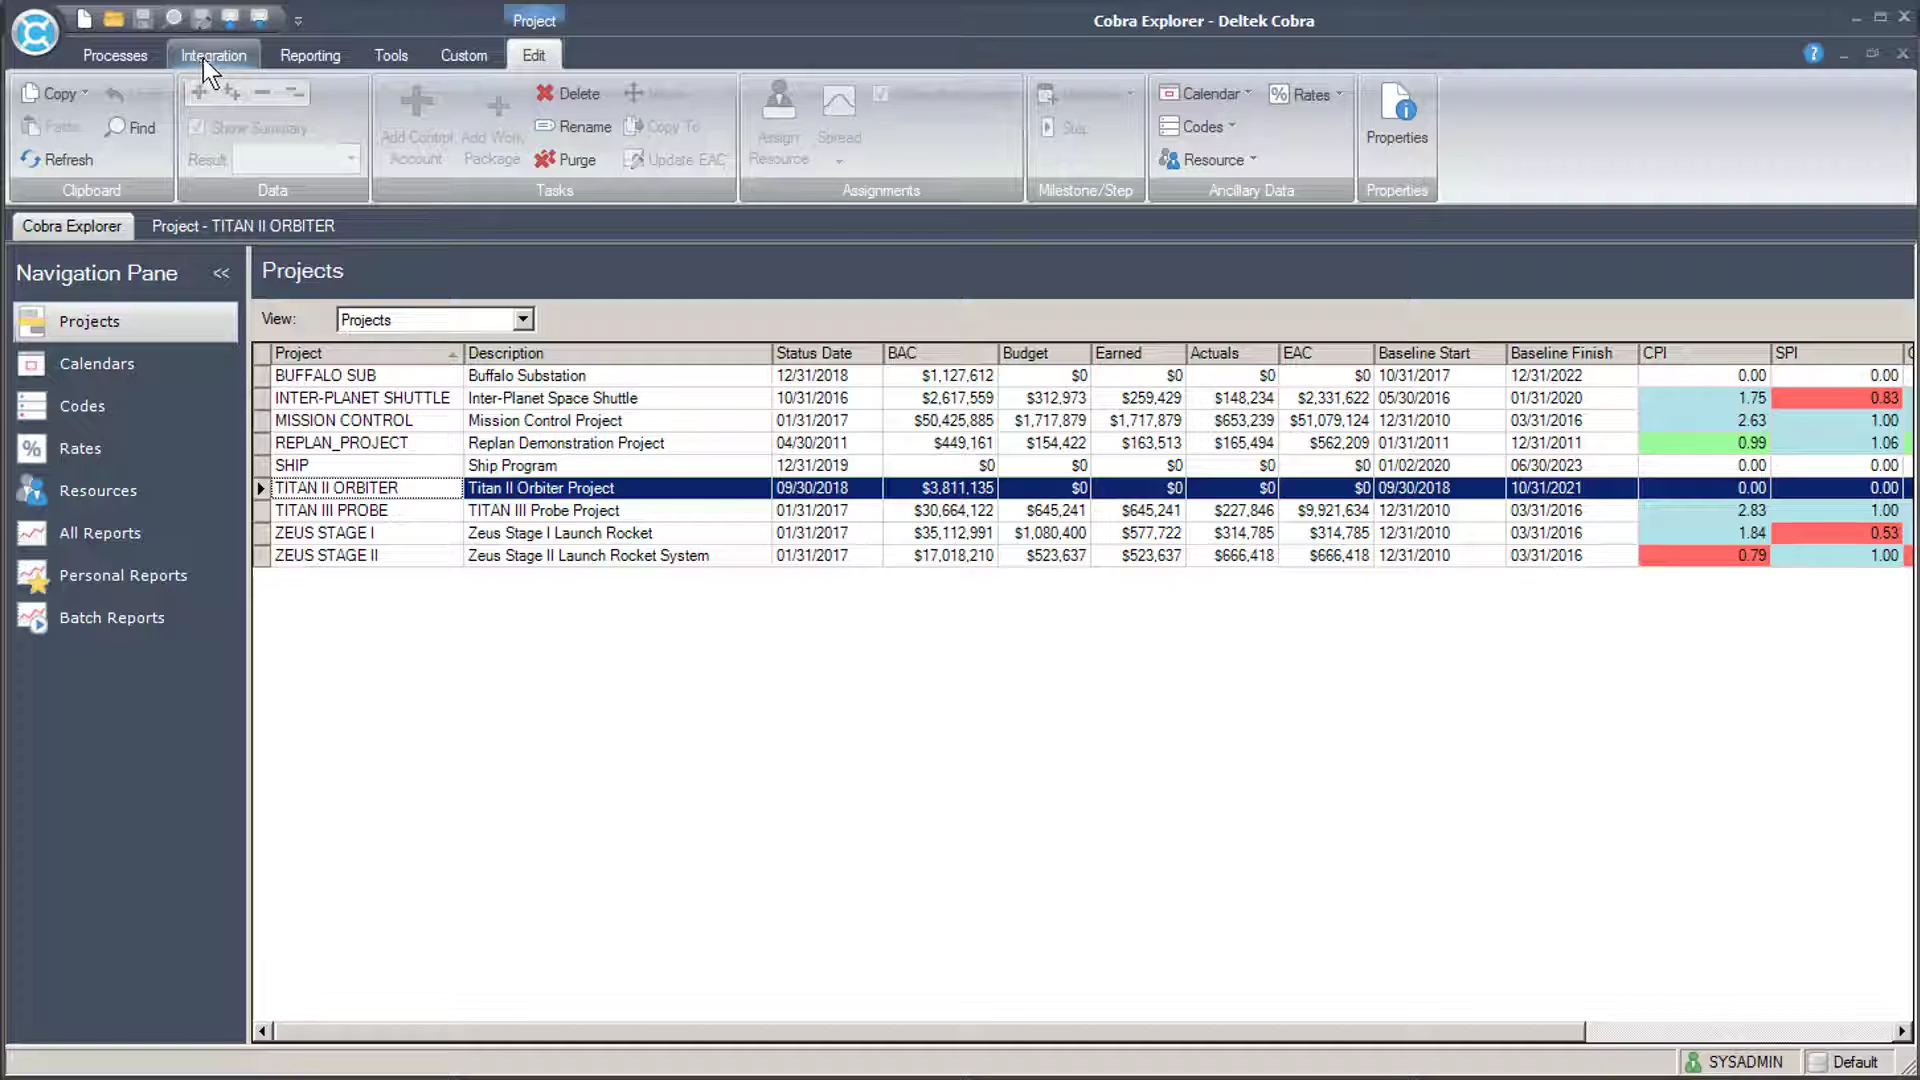 Project
Cobra Explorer - Deltek Cobra
Processes Integration Reporting Tools Custom Edit
Copy
Delete
Calendar Rates
Find
Show Summary
Add Control Account
Add Work Package
Rename
Copy To
Assign Resource
Spread
Step
Codes
Properties
Refresh
Result
Purge
Update EAC
Resource
Clipboard Data Tasks Assignments Milestone/Step Ancillary Data Properties
Cobra Explorer Project - TITAN II ORBITER
Navigation Pane <<
Projects
Calendars
Codes
Rates
Resources
All Reports
Personal Reports
Batch Reports
Projects
View: Projects
Project Description Status Date BAC Budget Earned Actuals EAC Baseline Start Baseline Finish CPI SPI
BUFFALO SUB Buffalo Substation 12/31/2018 $1,127,612 $0 $0 $0 $0 10/31/2017 12/31/2022 0.00 0.00
INTER-PLANET SHUTTLE Inter-Planet Space Shuttle 10/31/2016 $2,617,559 $312,973 $259,429 $148,234 $2,331,622 05/30/2016 01/31/2020 1.75 0.83
MISSION CONTROL Mission Control Project 01/31/2017 $50,425,885 $1,717,879 $1,717,879 $653,239 $51,079,124 12/31/2010 03/31/2016 2.63 1.00
REPLAN_PROJECT Replan Demonstration Project 04/30/2011 $449,161 $154,422 $163,513 $165,494 $562,209 01/31/2011 12/31/2011 0.99 1.06
SHIP Ship Program 12/31/2019 $0 $0 $0 $0 $0 01/02/2020 06/30/2023 0.00 0.00
TITAN II ORBITER Titan II Orbiter Project 09/30/2018 $3,811,135 $0 $0 $0 $0 09/30/2018 10/31/2021 0.00 0.00
TITAN III PROBE TITAN III Probe Project 01/31/2017 $30,664,122 $645,241 $645,241 $227,846 $9,921,634 12/31/2010 03/31/2016 2.83 1.00
ZEUS STAGE I Zeus Stage I Launch Rocket 01/31/2017 $35,112,991 $1,080,400 $577,722 $314,785 $314,785 12/31/2010 03/31/2016 1.84 0.53
ZEUS STAGE II Zeus Stage II Launch Rocket System 01/31/2017 $17,018,210 $523,637 $523,637 $666,418 $666,418 12/31/2010 03/31/2016 0.79 1.00
SYSADMIN Default